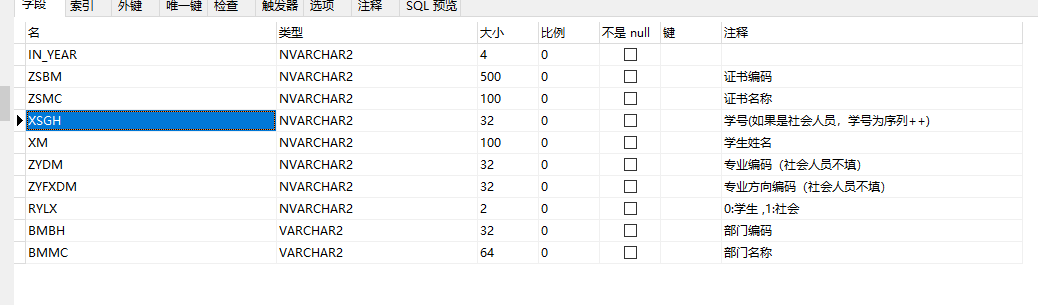 字段 索引 外键 唯一键 检查 触发器 选项 注释 SQL 预览
名 类型 大小 比例 不是 null 键 注释
IN_YEAR NVARCHAR2 4 0
ZSBM NVARCHAR2 500 0 证书编码
ZSMC NVARCHAR2 100 0 证书名称
XSGH NVARCHAR2 32 0 学号(如果是社会人员，学号为序列++)
XM NVARCHAR2 100 0 学生姓名
ZYDM NVARCHAR2 32 0 专业编码（社会人员不填）
ZYFXDM NVARCHAR2 32 0 专业方向编码（社会人员不填）
RYLX NVARCHAR2 2 0 0:学生 ,1:社会
BMBH VARCHAR2 32 0 部门编码
BMMC VARCHAR2 64 0 部门名称